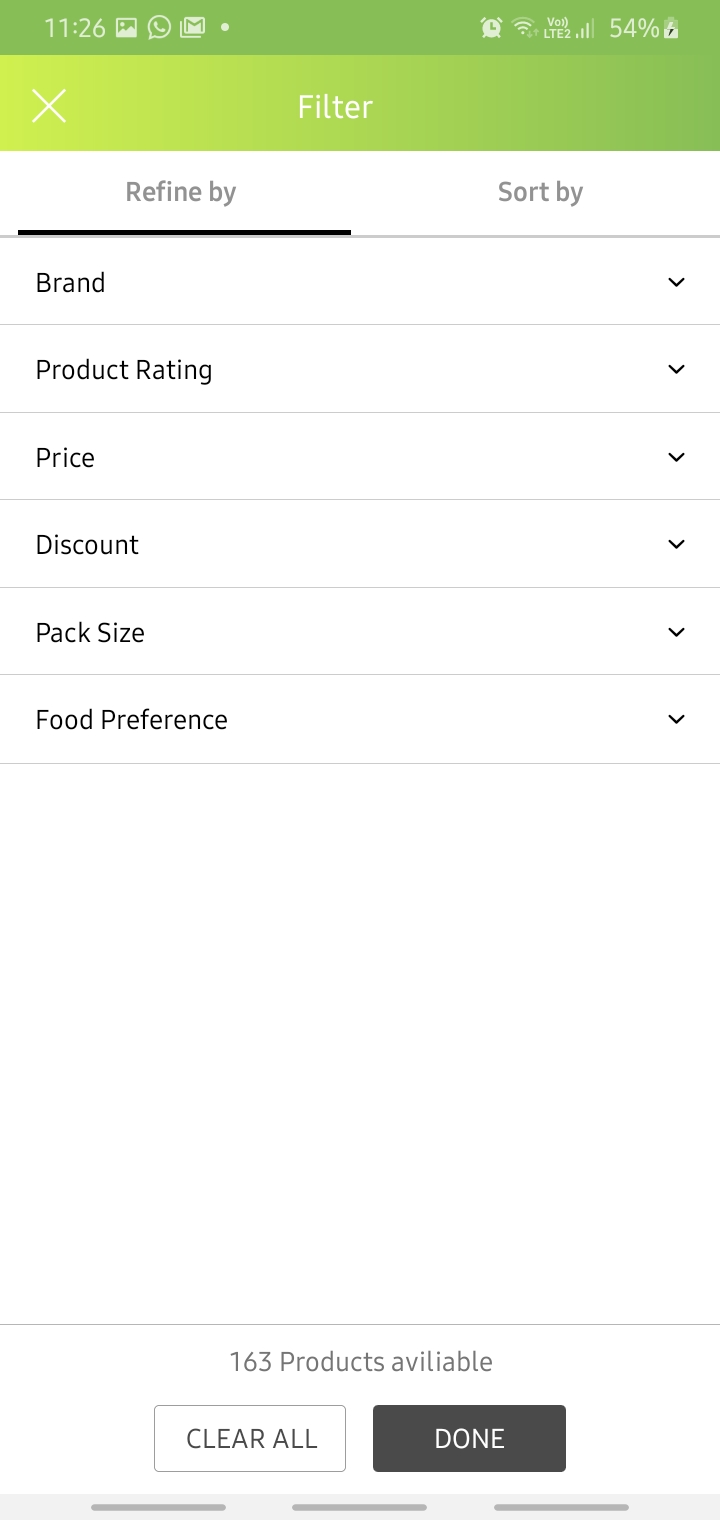 11:26 Vo)) LTE2 54%
Filter
Refine by Sort by
Brand
Product Rating
Price
Discount
Pack Size
Food Preference
163 Products aviliable
CLEAR ALL DONE